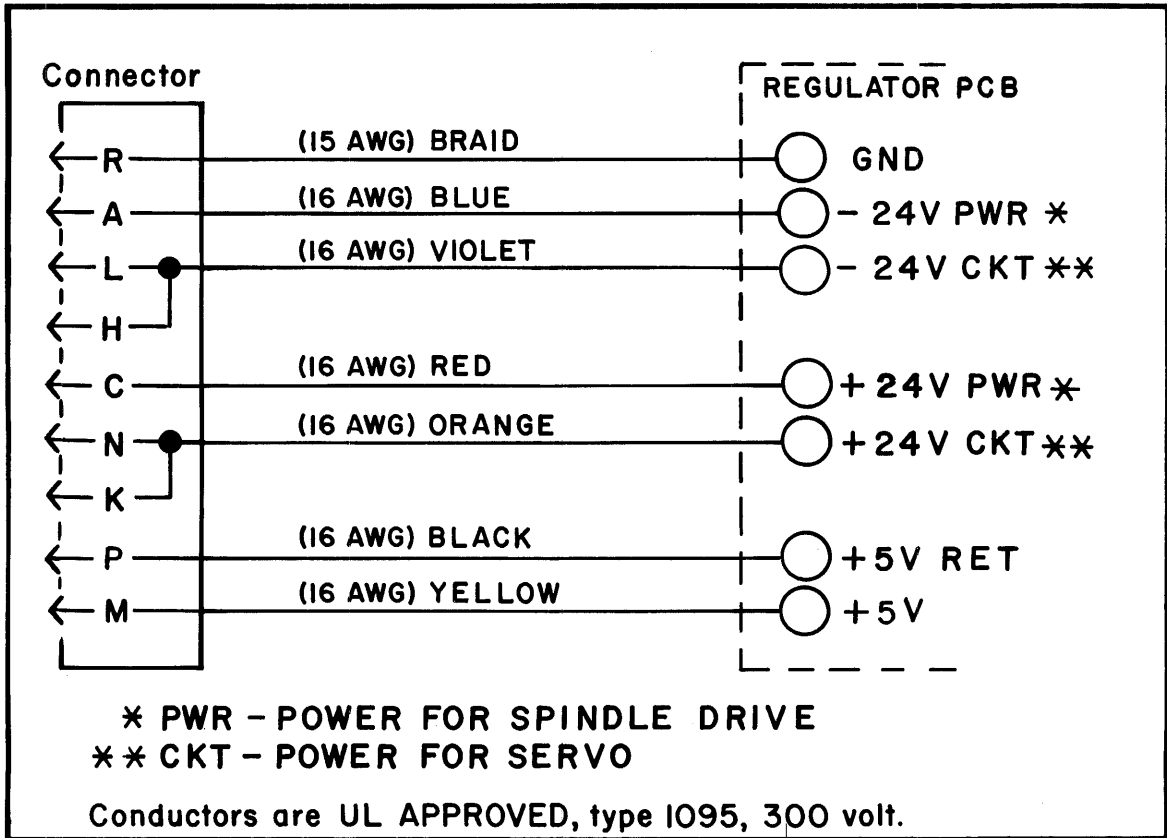 Connector
REGULATOR PCB
R (15 AWG) BRAID GND
A (16 AWG) BLUE - 24V PWR *
L (16 AWG) VIOLET - 24V CKT **
H
C (16 AWG) RED + 24V PWR *
N (16 AWG) ORANGE + 24V CKT **
K
P (16 AWG) BLACK +5V RET
M (16 AWG) YELLOW +5V
* PWR - POWER FOR SPINDLE DRIVE
** CKT - POWER FOR SERVO
Conductors are UL APPROVED, type 1095, 300 volt.